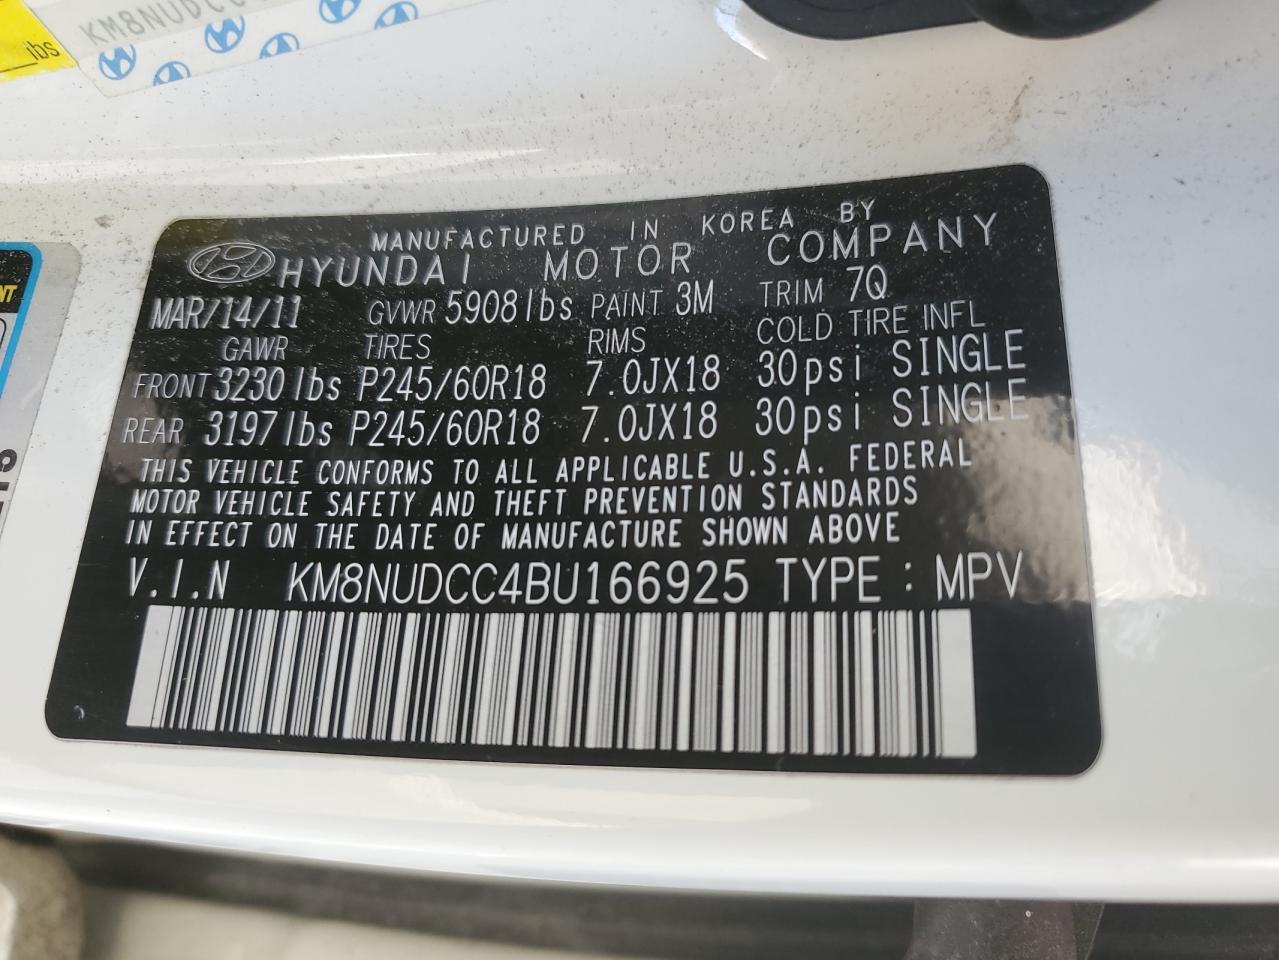 lbs
KM8NUDCC
MANUFACTURED IN KOREA BY
HYUNDAI MOTOR COMPANY
MAR/14/11 GVWR 5908 lbs PAINT 3M TRIM 7Q
GAWR TIRES RIMS COLD TIRE INFL
FRONT 3230 lbs P245/60R18 7.0JX18 30psi SINGLE
REAR 3197 lbs P245/60R18 7.0JX18 30psi SINGLE
THIS VEHICLE CONFORMS TO ALL APPLICABLE U.S.A. FEDERAL
MOTOR VEHICLE SAFETY AND THEFT PREVENTION STANDARDS
IN EFFECT ON THE DATE OF MANUFACTURE SHOWN ABOVE
V.I.N KM8NUDCC4BU166925 TYPE : MPV